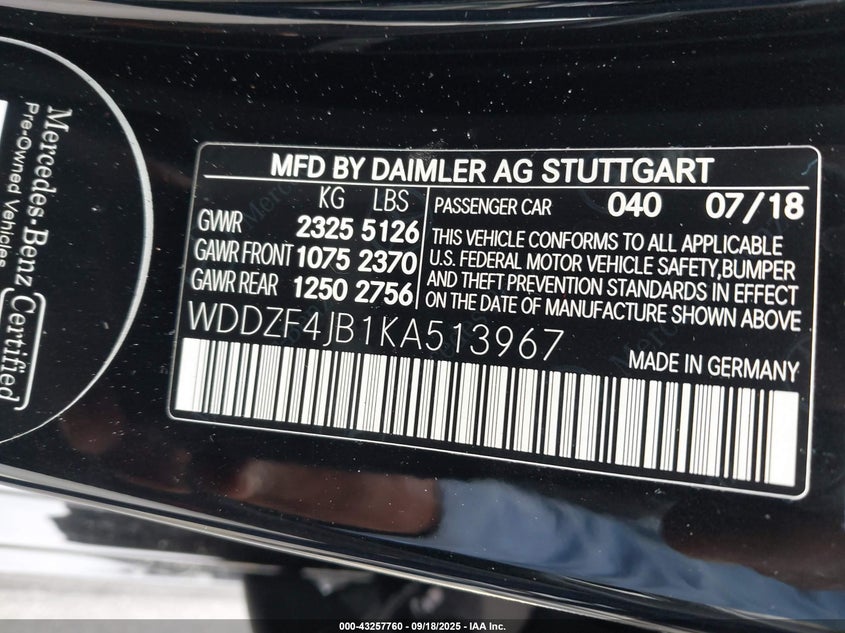 Mercedes-Benz Certified
Pre-Owned Vehicles
MFD BY DAIMLER AG STUTTGART
KG LBS
GVWR 2325 5126
GAWR FRONT 1075 2370
GAWR REAR 1250 2756
PASSENGER CAR 040 07/18
THIS VEHICLE CONFORMS TO ALL APPLICABLE
U.S. FEDERAL MOTOR VEHICLE SAFETY,BUMPER
AND THEFT PREVENTION STANDARDS IN EFFECT
ON THE DATE OF MANUFACTURE SHOWN ABOVE
WDDZF4JB1KA513967
MADE IN GERMANY
000-43257760 - 09/18/2025 - IAA Inc.